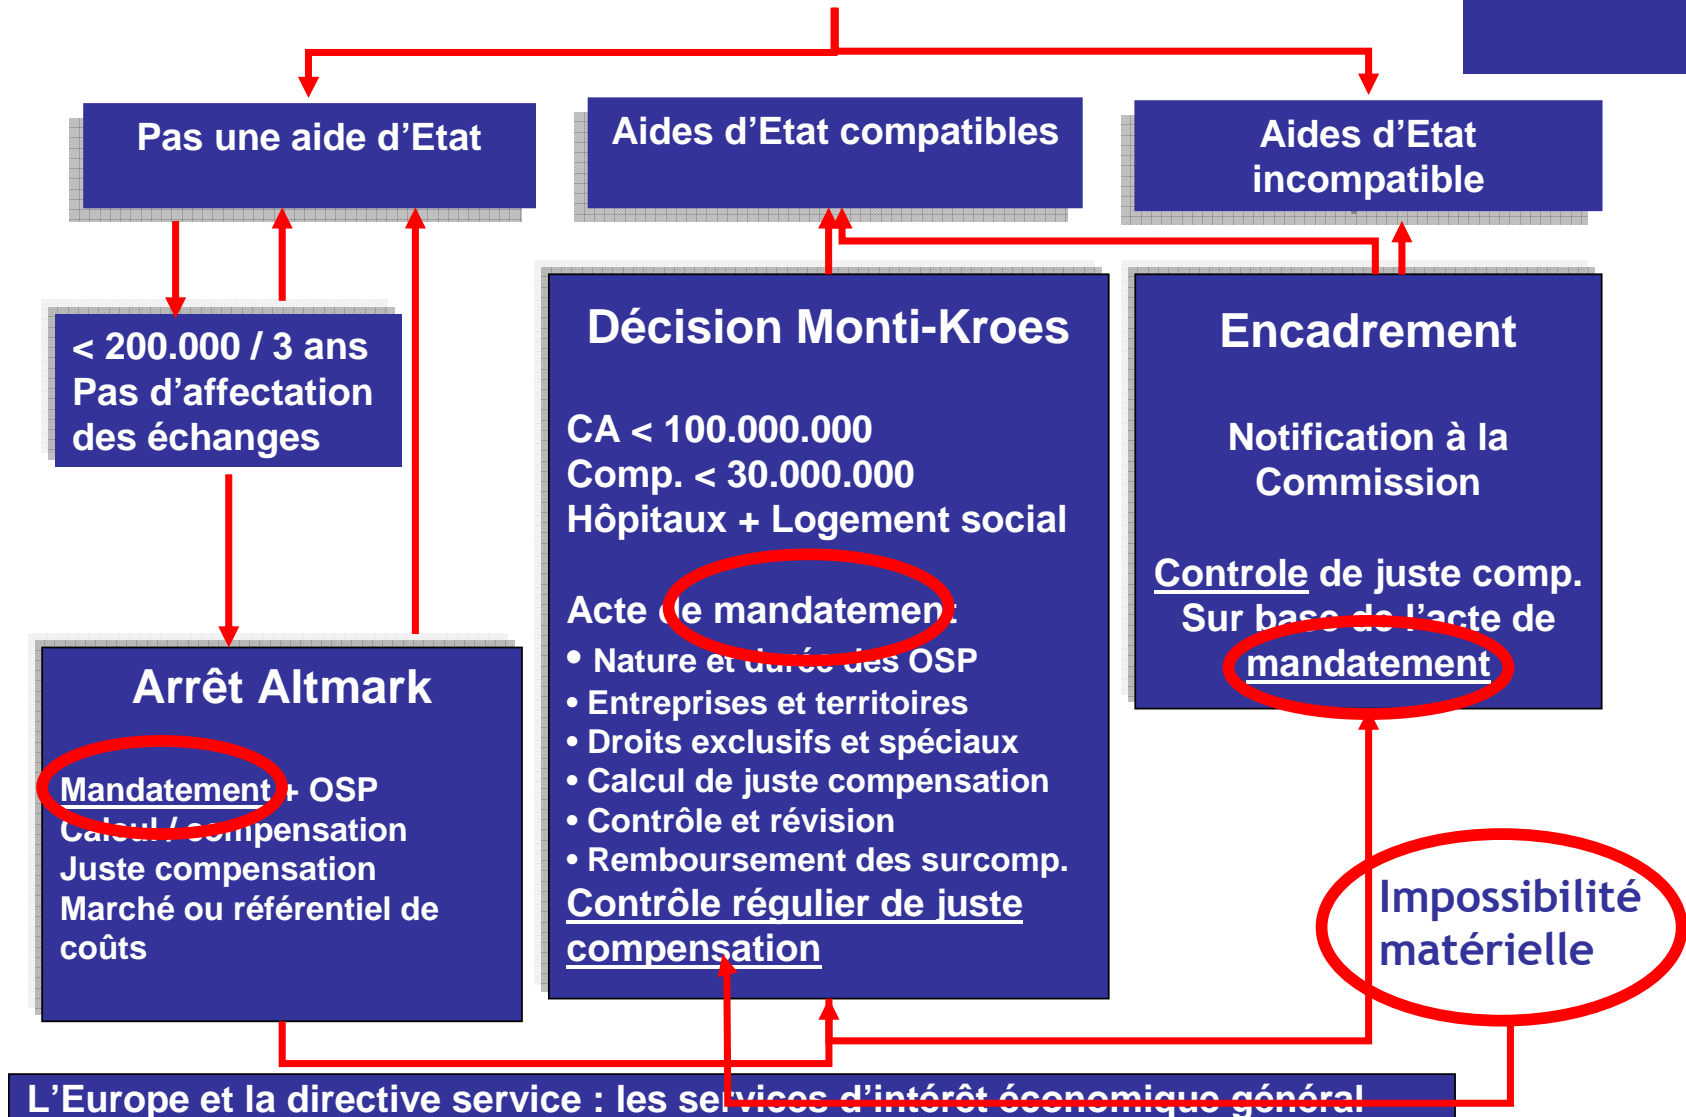 Pas une aide d’Etat
Aides d’Etat compatibles
Aides d’Etat
incompatible
< 200.000 / 3 ans
Pas d’affectation
des échanges
Arrêt Altmark
Mandatement + OSP
Calcul / compensation
Juste compensation
Marché ou référentiel de
coûts
Décision Monti-Kroes
CA < 100.000.000
Comp. < 30.000.000
Hôpitaux + Logement social
Acte de mandatement
• Nature et durée des OSP
• Entreprises et territoires
• Droits exclusifs et spéciaux
• Calcul de juste compensation
• Contrôle et révision
• Remboursement des surcomp.
Contrôle régulier de juste
compensation
Encadrement
Notification à la
Commission
Controle de juste comp.
Sur base de l’acte de
mandatement
Impossibilité
matérielle
L’Europe et la directive service : les services d’intérêt économique général